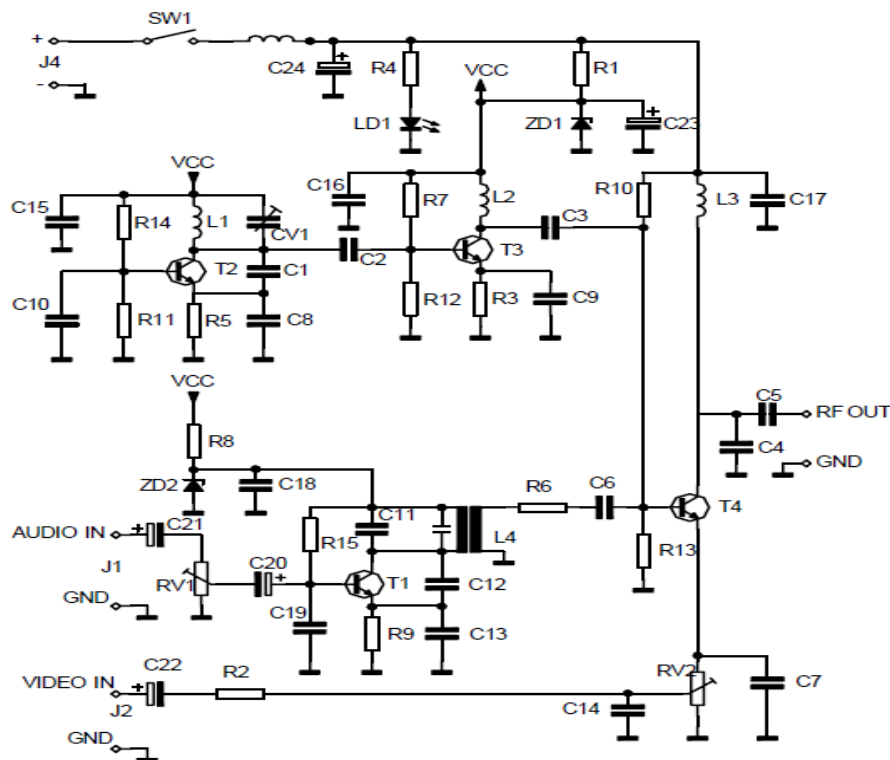 SW1
+
J4
-
C24
R4
VCC
R1
LD1
ZD1
+
C23
+
VCC
C16
R7
L2
R10
L3
C17
C15
R14
L1
CV1
C3
C2
T2
T3
C1
C10
R11
R5
C8
R12
R3
C9
VCC
C5
RF OUT
R8
C4
GND
ZD2
C18
R6
C6
T4
AUDIO IN
+
C21
C11
L4
J1
R15
R13
RV1
C20
+
T1
C12
GND
C19
R9
C13
C22
R2
RV2
C7
VIDEO IN
+
J2
C14
GND